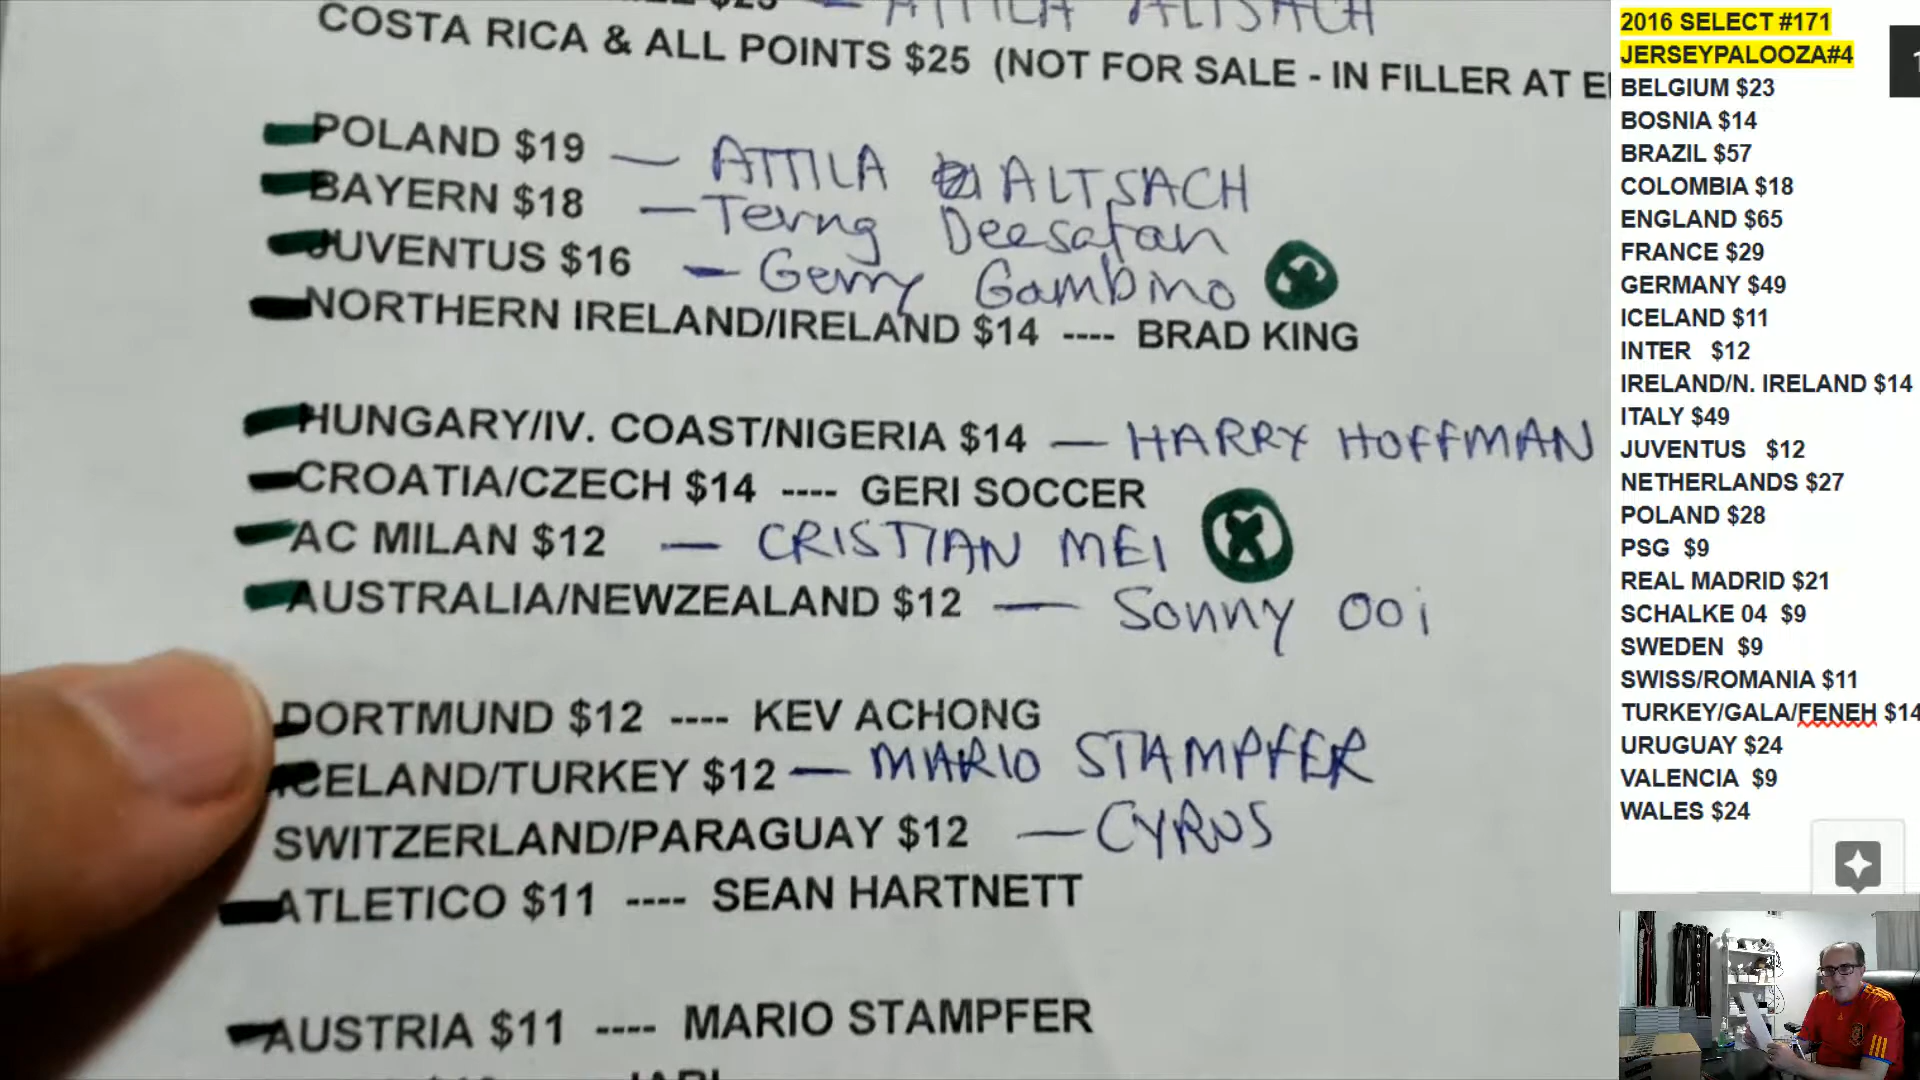 ATTILA ALTSACH
COSTA RICA & ALL POINTS $25 (NOT FOR SALE - IN FILLER AT
POLAND $19 — ATTILA ALTSACH
BAYERN $18 — Terng Deesatan
JUVENTUS $16 — Gerry Gambino
NORTHERN IRELAND/IRELAND $14 ---- BRAD KING
HUNGARY/IV. COAST/NIGERIA $14 — HARRY HOFFMAN
CROATIA/CZECH $14 ---- GERI SOCCER
AC MILAN $12 — CRISTIAN MEI X
AUSTRALIA/NEWZEALAND $12 — Sonny Ooi
DORTMUND $12 ---- KEV ACHONG
ICELAND/TURKEY $12 — MARIO STAMPFER
SWITZERLAND/PARAGUAY $12 — CYRUS
ATLETICO $11 ---- SEAN HARTNETT
AUSTRIA $11 ---- MARIO STAMPFER
2016 SELECT #171
JERSEYPALOOZA#4
BELGIUM $23
BOSNIA $14
BRAZIL $57
COLOMBIA $18
ENGLAND $65
FRANCE $29
GERMANY $49
ICELAND $11
INTER $12
IRELAND/N. IRELAND $14
ITALY $49
JUVENTUS $12
NETHERLANDS $27
POLAND $28
PSG $9
REAL MADRID $21
SCHALKE 04 $9
SWEDEN $9
SWISS/ROMANIA $11
TURKEY/GALA/FENEH $14
URUGUAY $24
VALENCIA $9
WALES $24